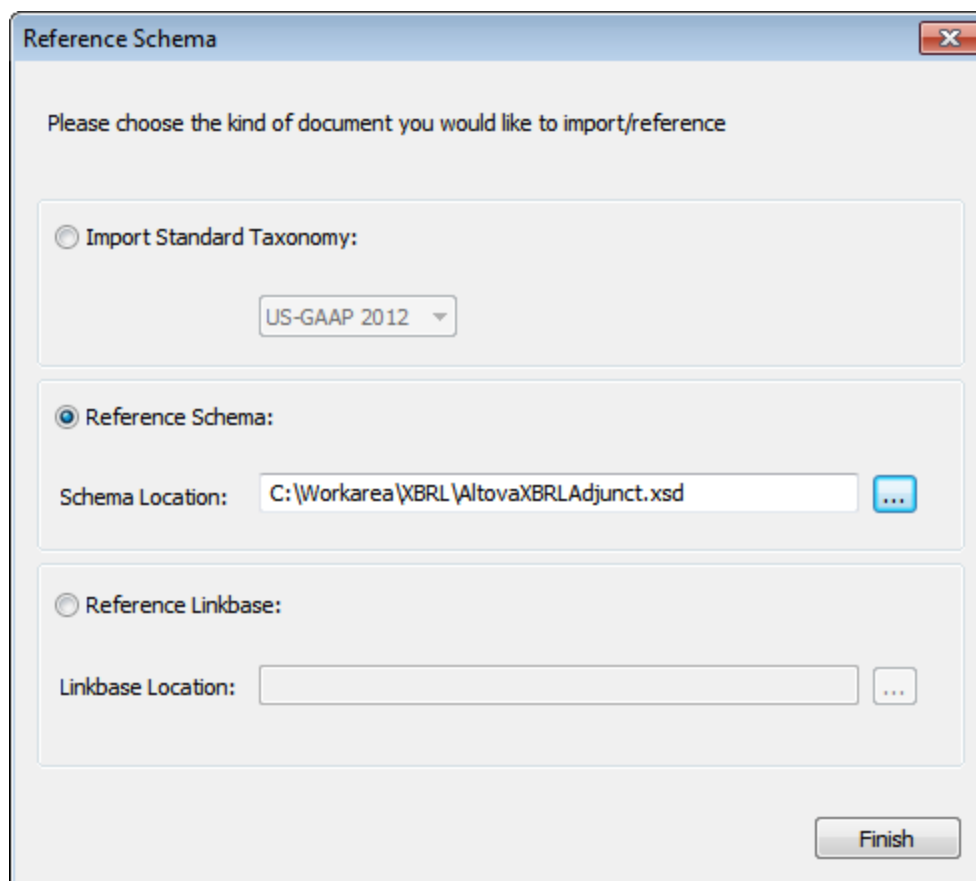 Reference Schema
Please choose the kind of document you would like to import/reference
Import Standard Taxonomy:
US-GAAP 2012
Reference Schema:
Schema Location: C:\Workarea\XBRL\AltovaXBRLAdjunct.xsd ...
Reference Linkbase:
Linkbase Location: ...
Finish